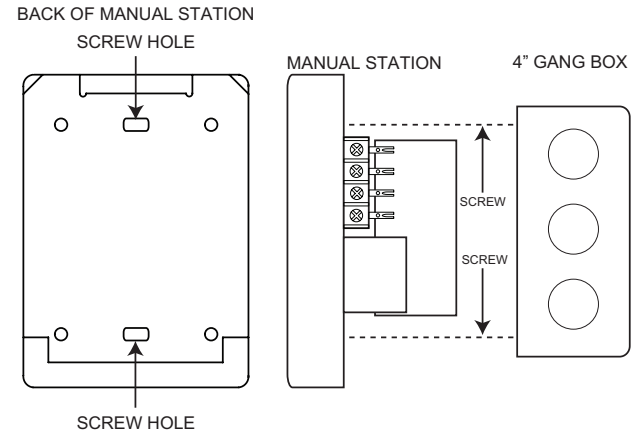 BACK OF MANUAL STATION
SCREW HOLE
MANUAL STATION
4” GANG BOX
SCREW
SCREW
SCREW HOLE